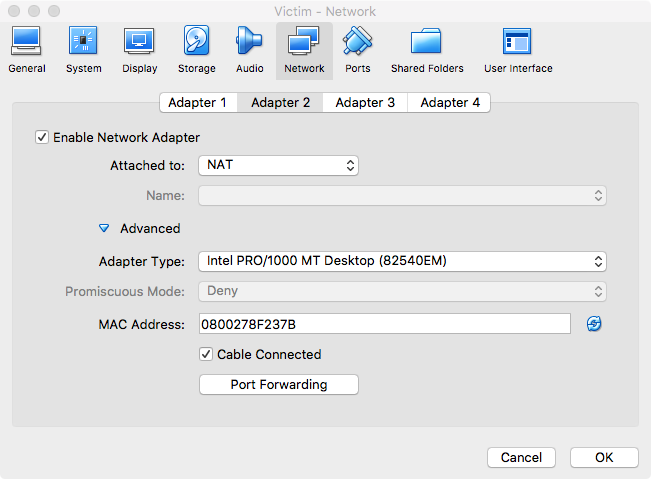 Victim - Network
General System Display Storage Audio Network Ports Shared Folders User Interface
Adapter 1 Adapter 2 Adapter 3 Adapter 4
Enable Network Adapter
Attached to: NAT
Name:
Advanced
Adapter Type: Intel PRO/1000 MT Desktop (82540EM)
Promiscuous Mode: Deny
MAC Address: 0800278F237B
Cable Connected
Port Forwarding
Cancel OK